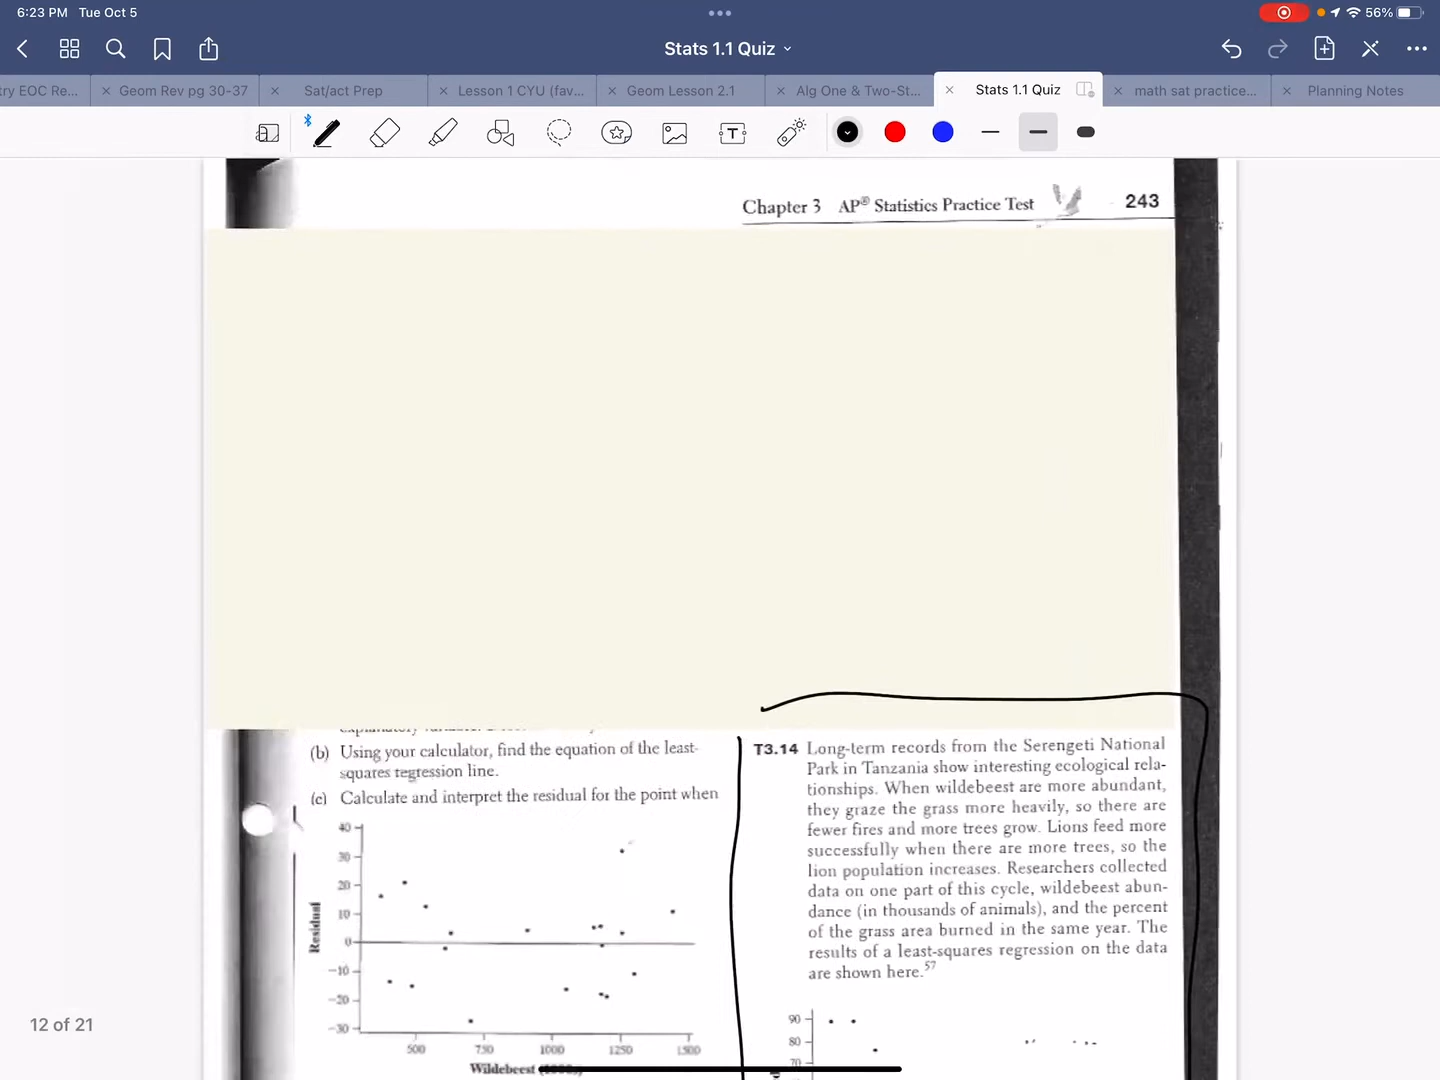 6:23 PM Tue Oct 5
56%
Stats 1.1 Quiz
try EOC Re...
Geom Rev pg 30-37
Sat/act Prep
Lesson 1 CYU (fav...
Geom Lesson 2.1
Alg One & Two-St...
Stats 1.1 Quiz
math sat practice...
Planning Notes
Chapter 3 AP® Statistics Practice Test 243
(b) Using your calculator, find the equation of the least-
squares regression line.
(c) Calculate and interpret the residual for the point when
40
30
20
10
0
-10
-20
-30
Residual
500 750 1000 1250 1500
Wildebeest
T3.14 Long-term records from the Serengeti National
Park in Tanzania show interesting ecological rela-
tionships. When wildebeest are more abundant,
they graze the grass more heavily, so there are
fewer fires and more trees grow. Lions feed more
successfully when there are more trees, so the
lion population increases. Researchers collected
data on one part of this cycle, wildebeest abun-
dance (in thousands of animals), and the percent
of the grass area burned in the same year. The
results of a least-squares regression on the data
are shown here.57
90
80
70
12 of 21